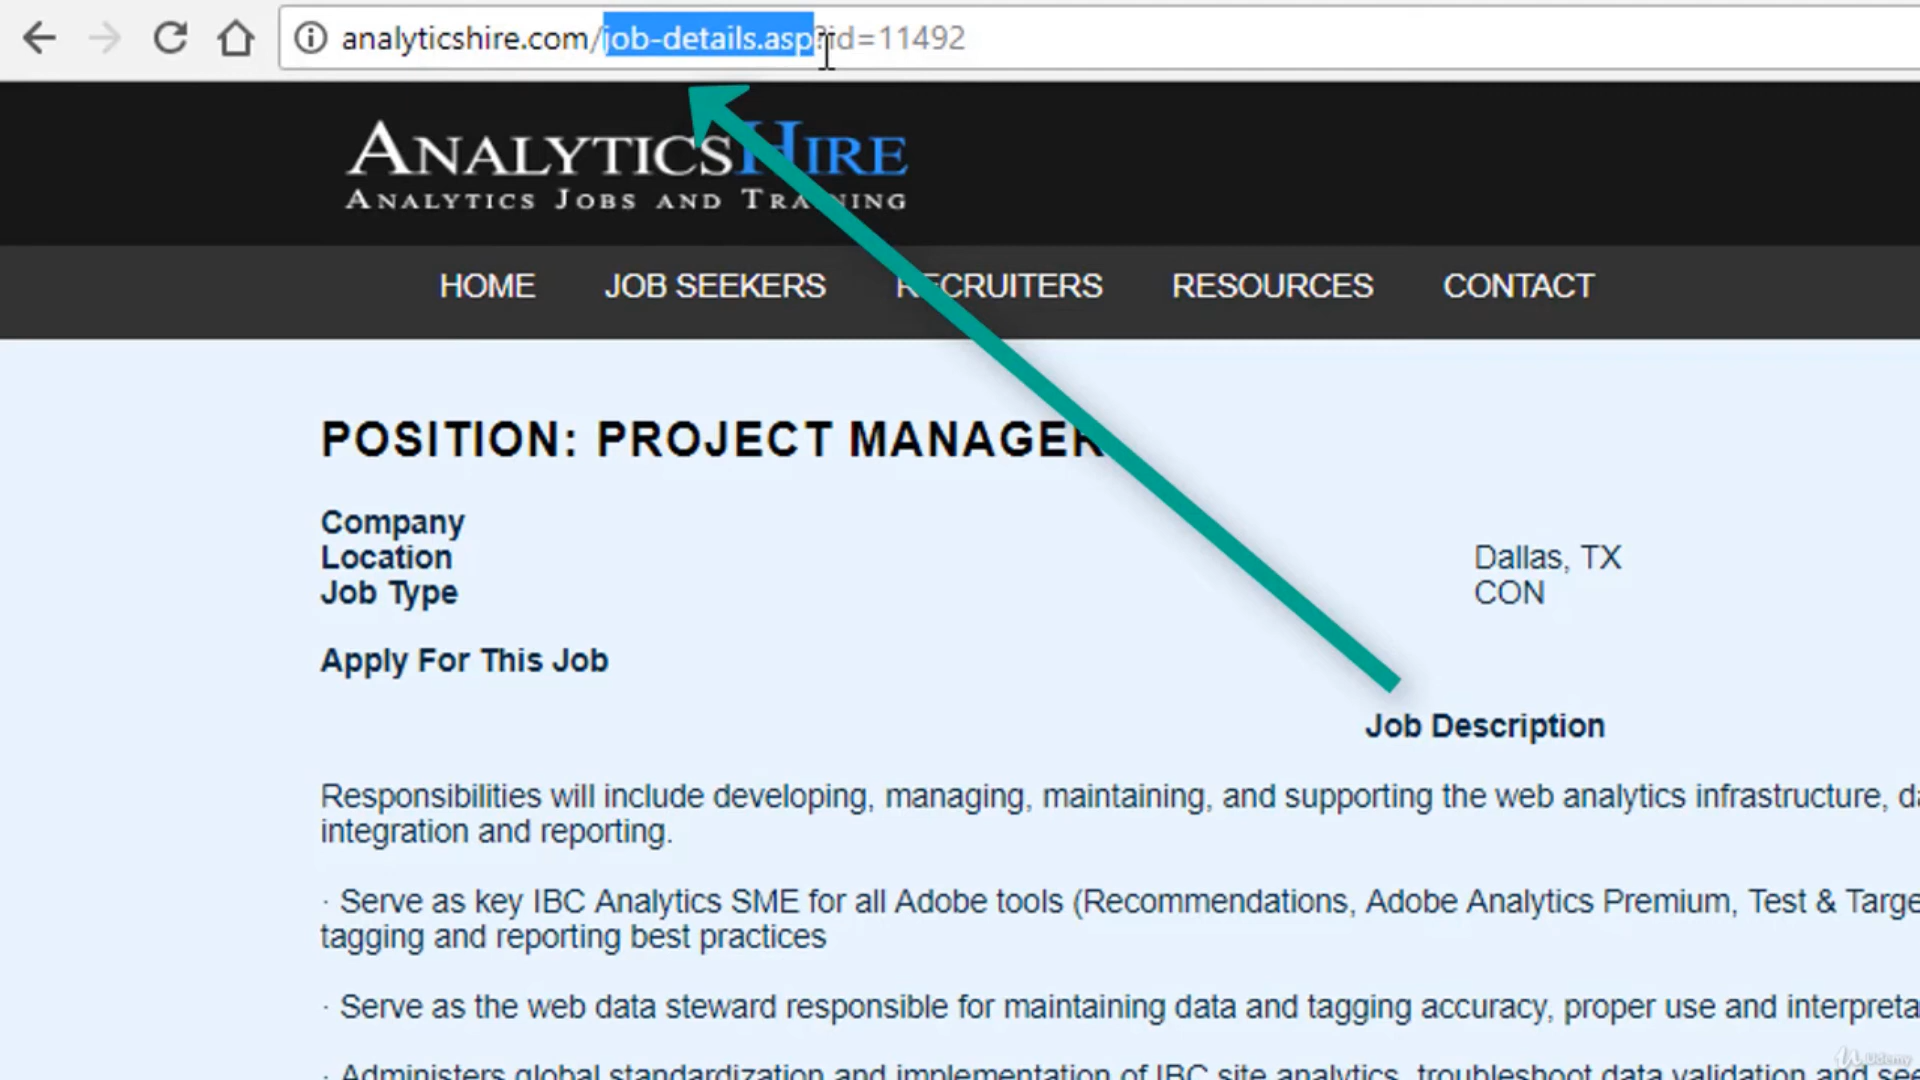 analyticshire.com/job-details.asp?id=11492
ANALYTICSHIRE
ANALYTICS JOBS AND TRAINING
HOME JOB SEEKERS RECRUITERS RESOURCES CONTACT
POSITION: PROJECT MANAGER
Company
Location Dallas, TX
Job Type CON
Apply For This Job
Job Description
Responsibilities will include developing, managing, maintaining, and supporting the web analytics infrastructure,
integration and reporting.
· Serve as key IBC Analytics SME for all Adobe tools (Recommendations, Adobe Analytics Premium, Test &
tagging and reporting best practices
· Serve as the web data steward responsible for maintaining data and tagging accuracy, proper use and
· Administers global standardization and implementation of IBC site analytics, troubleshoot data validation and
Udemy